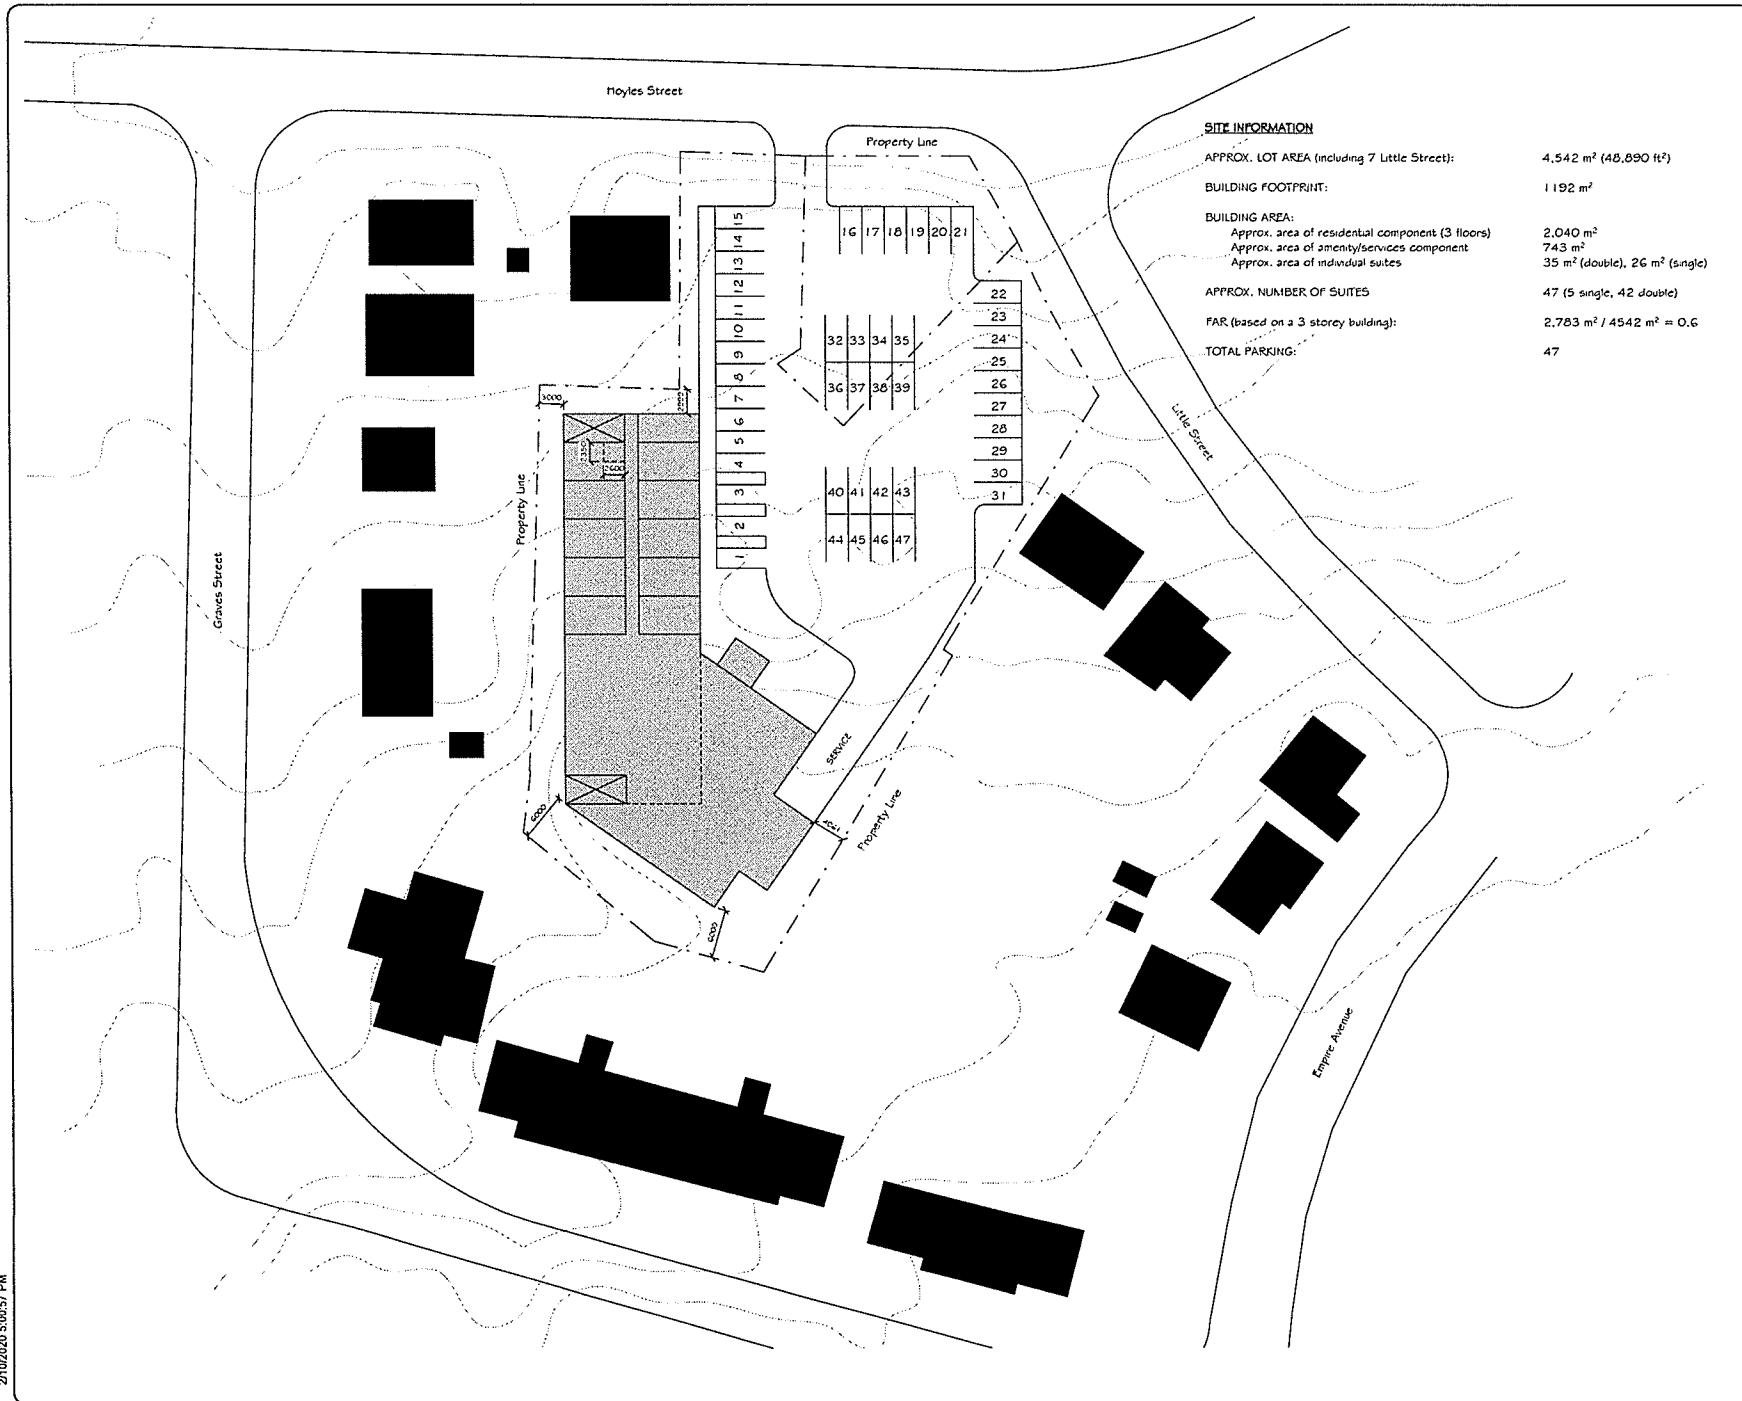 Hoyles Street
Property Line
SITE INFORMATION
APPROX. LOT AREA (including 7 Little Street): 4,542 m² (48,890 ft²)
BUILDING FOOTPRINT: 1192 m²
BUILDING AREA:
Approx. area of residential component (3 floors) 2,040 m²
Approx. area of amenity/services component 743 m²
Approx. area of individual suites 35 m² (double), 26 m² (single)
APPROX. NUMBER OF SUITES 47 (5 single, 42 double)
FAR (based on a 3 storey building): 2,783 m² / 4542 m² = 0.6
TOTAL PARKING: 47
15
14
13
12
11
10
9
8
7
6
5
4
3
2
1
16 17 18 19 20 21
22
23
24
25
26
27
28
29
30
31
32 33 34 35
36 37 38 39
40 41 42 43
44 45 46 47
3000
2350
1600
Property Line
Graves Street
Little Street
SERVICE
6000
Property Line
6000
Empire Avenue
2/10/2020 5:00:57 PM